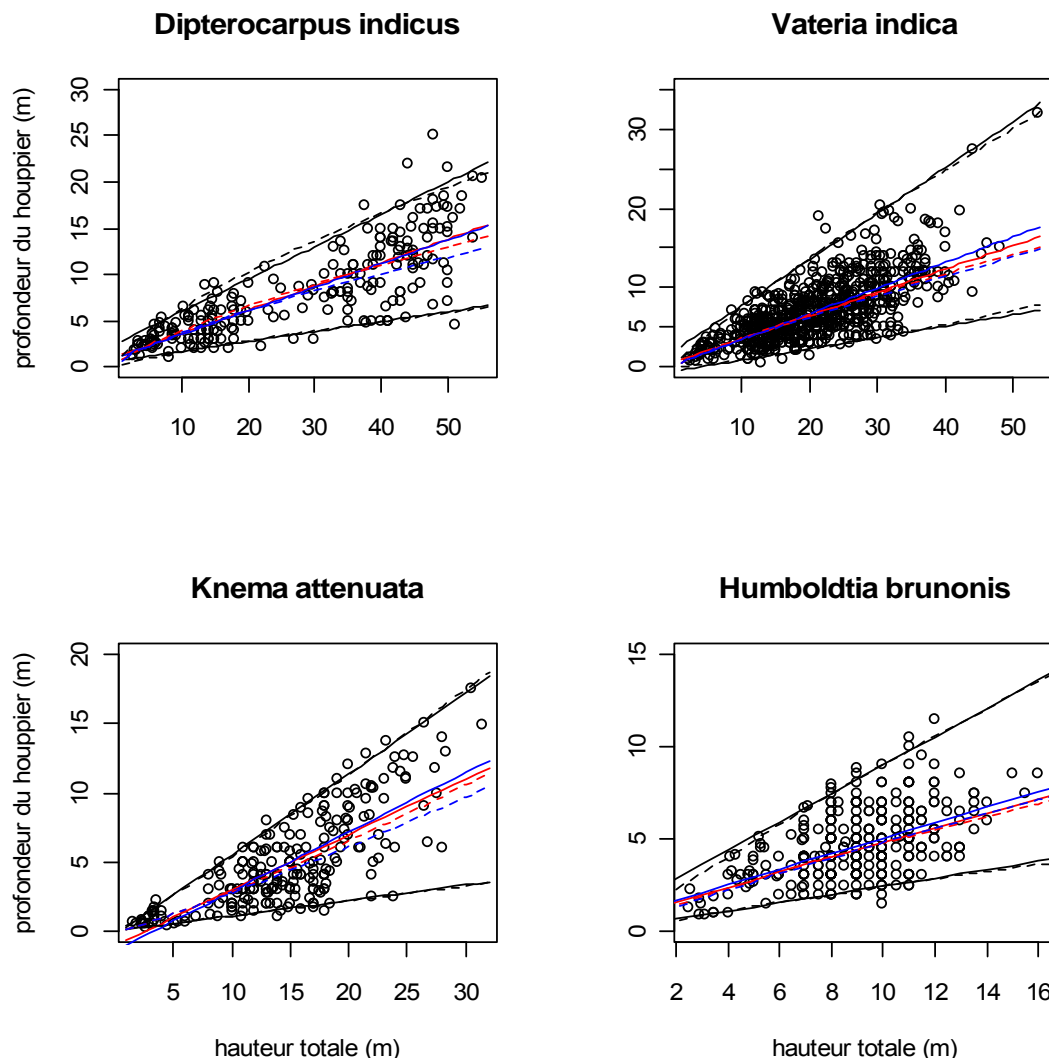 Dipterocarpus indicus
Vateria indica
profondeur du houppier (m)
30
25
20
15
10
5
0
10 20 30 40 50
30
20
10
5
0
10 20 30 40 50
Knema attenuata
Humboldtia brunonis
profondeur du houppier (m)
20
15
10
5
0
5 10 15 20 25 30
hauteur totale (m)
15
10
5
0
2 4 6 8 10 12 14 16
hauteur totale (m)